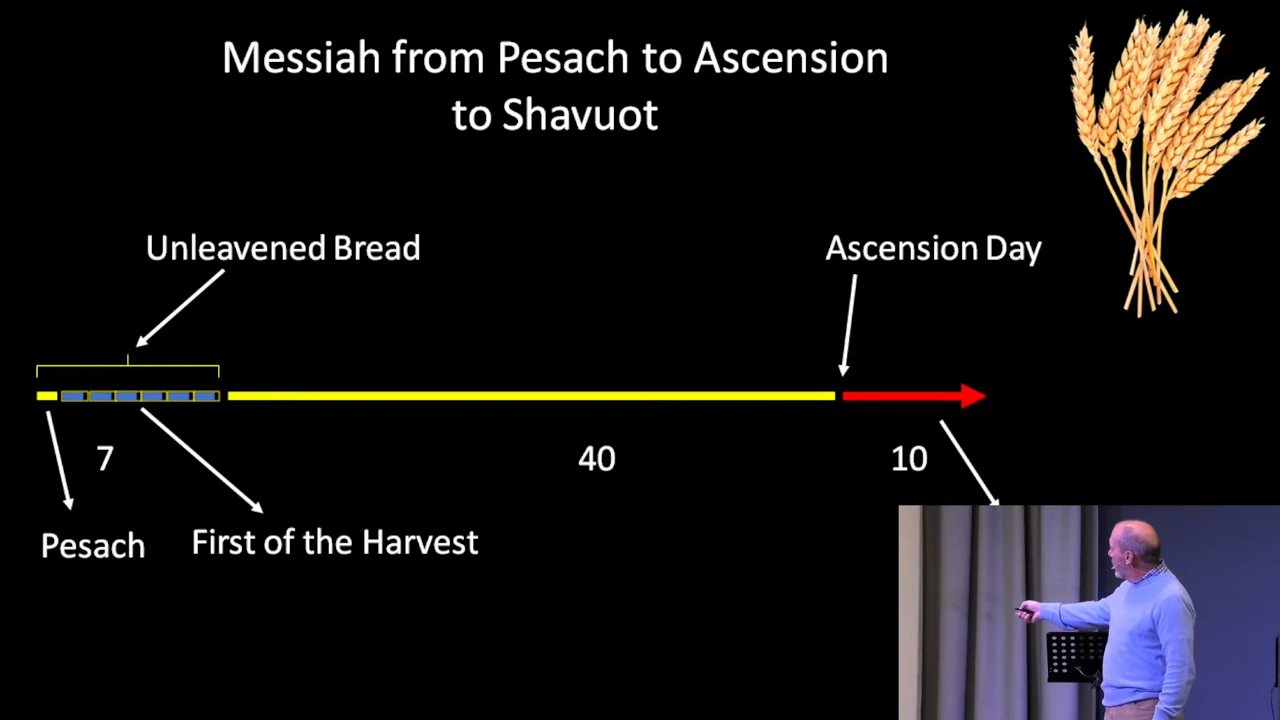 Messiah from Pesach to Ascension
to Shavuot
Unleavened Bread
Ascension Day
7
40
10
Pesach
First of the Harvest